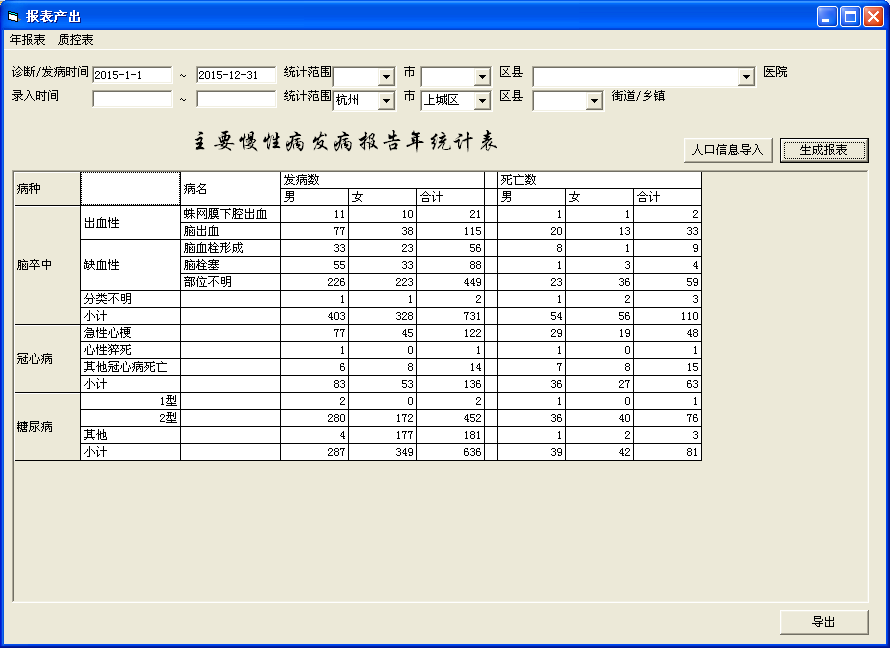 报表产出
年报表 质控表
诊断/发病时间 2015-1-1 ~ 2015-12-31 统计范围 市 区县 医院
录入时间 ~ 统计范围 杭州 市 上城区 区县 街道/乡镇
主要慢性病发病报告年统计表
人口信息导入 生成报表
病种 病名 发病数 死亡数
男 女 合计 男 女 合计
脑卒中 出血性 蛛网膜下腔出血 11 10 21 1 1 2
脑出血 77 38 115 20 13 33
缺血性 脑血栓形成 33 23 56 8 1 9
脑栓塞 55 33 88 1 3 4
部位不明 226 223 449 23 36 59
分类不明 1 1 2 1 2 3
小计 403 328 731 54 56 110
冠心病 急性心梗 77 45 122 29 19 48
心性猝死 1 0 1 1 0 1
其他冠心病死亡 6 8 14 7 8 15
小计 83 53 136 36 27 63
糖尿病 1型 2 0 2 1 0 1
2型 280 172 452 36 40 76
其他 4 177 181 1 2 3
小计 287 349 636 39 42 81
导出